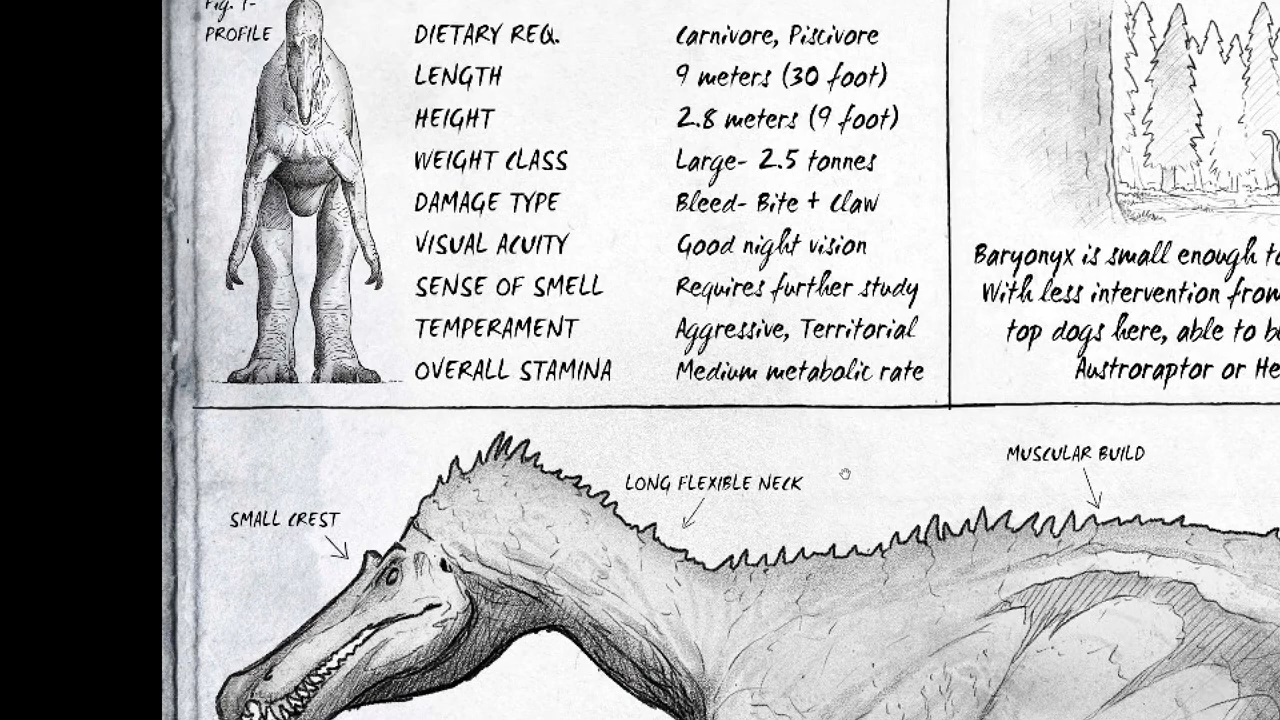 Fig. 1-
PROFILE
DIETARY REQ. Carnivore, Piscivore
LENGTH 9 meters (30 foot)
HEIGHT 2.8 meters (9 foot)
WEIGHT CLASS Large- 2.5 tonnes
DAMAGE TYPE Bleed- Bite + Claw
VISUAL ACUITY Good night vision
SENSE OF SMELL Requires further study
TEMPERAMENT Aggressive, Territorial
OVERALL STAMINA Medium metabolic rate
Baryonyx is small enough to
With less intervention from
top dogs here, able to b
Austroraptor or He
MUSCULAR BUILD
LONG FLEXIBLE NECK
SMALL CREST